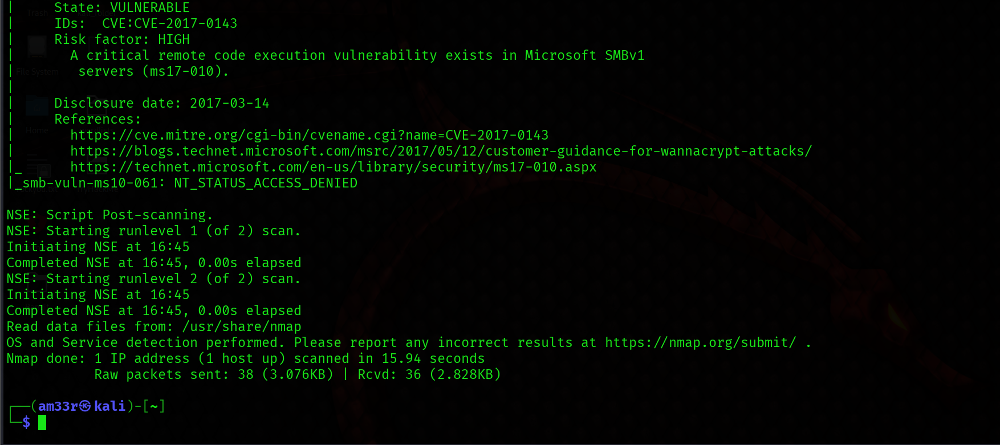 |     State: VULNERABLE
|     IDs:  CVE:CVE-2017-0143
|     Risk factor: HIGH
|       A critical remote code execution vulnerability exists in Microsoft SMBv1
|        servers (ms17-010).
|
|     Disclosure date: 2017-03-14
|     References:
|       https://cve.mitre.org/cgi-bin/cvename.cgi?name=CVE-2017-0143
|       https://blogs.technet.microsoft.com/msrc/2017/05/12/customer-guidance-for-wannacrypt-attacks/
|_      https://technet.microsoft.com/en-us/library/security/ms17-010.aspx
|_smb-vuln-ms10-061: NT_STATUS_ACCESS_DENIED

NSE: Script Post-scanning.
NSE: Starting runlevel 1 (of 2) scan.
Initiating NSE at 16:45
Completed NSE at 16:45, 0.00s elapsed
NSE: Starting runlevel 2 (of 2) scan.
Initiating NSE at 16:45
Completed NSE at 16:45, 0.00s elapsed
Read data files from: /usr/share/nmap
OS and Service detection performed. Please report any incorrect results at https://nmap.org/submit/ .
Nmap done: 1 IP address (1 host up) scanned in 15.94 seconds
           Raw packets sent: 38 (3.076KB) | Rcvd: 36 (2.828KB)

┌──(am33r㉿kali)-[~]
└─$
Trash
File System
Home